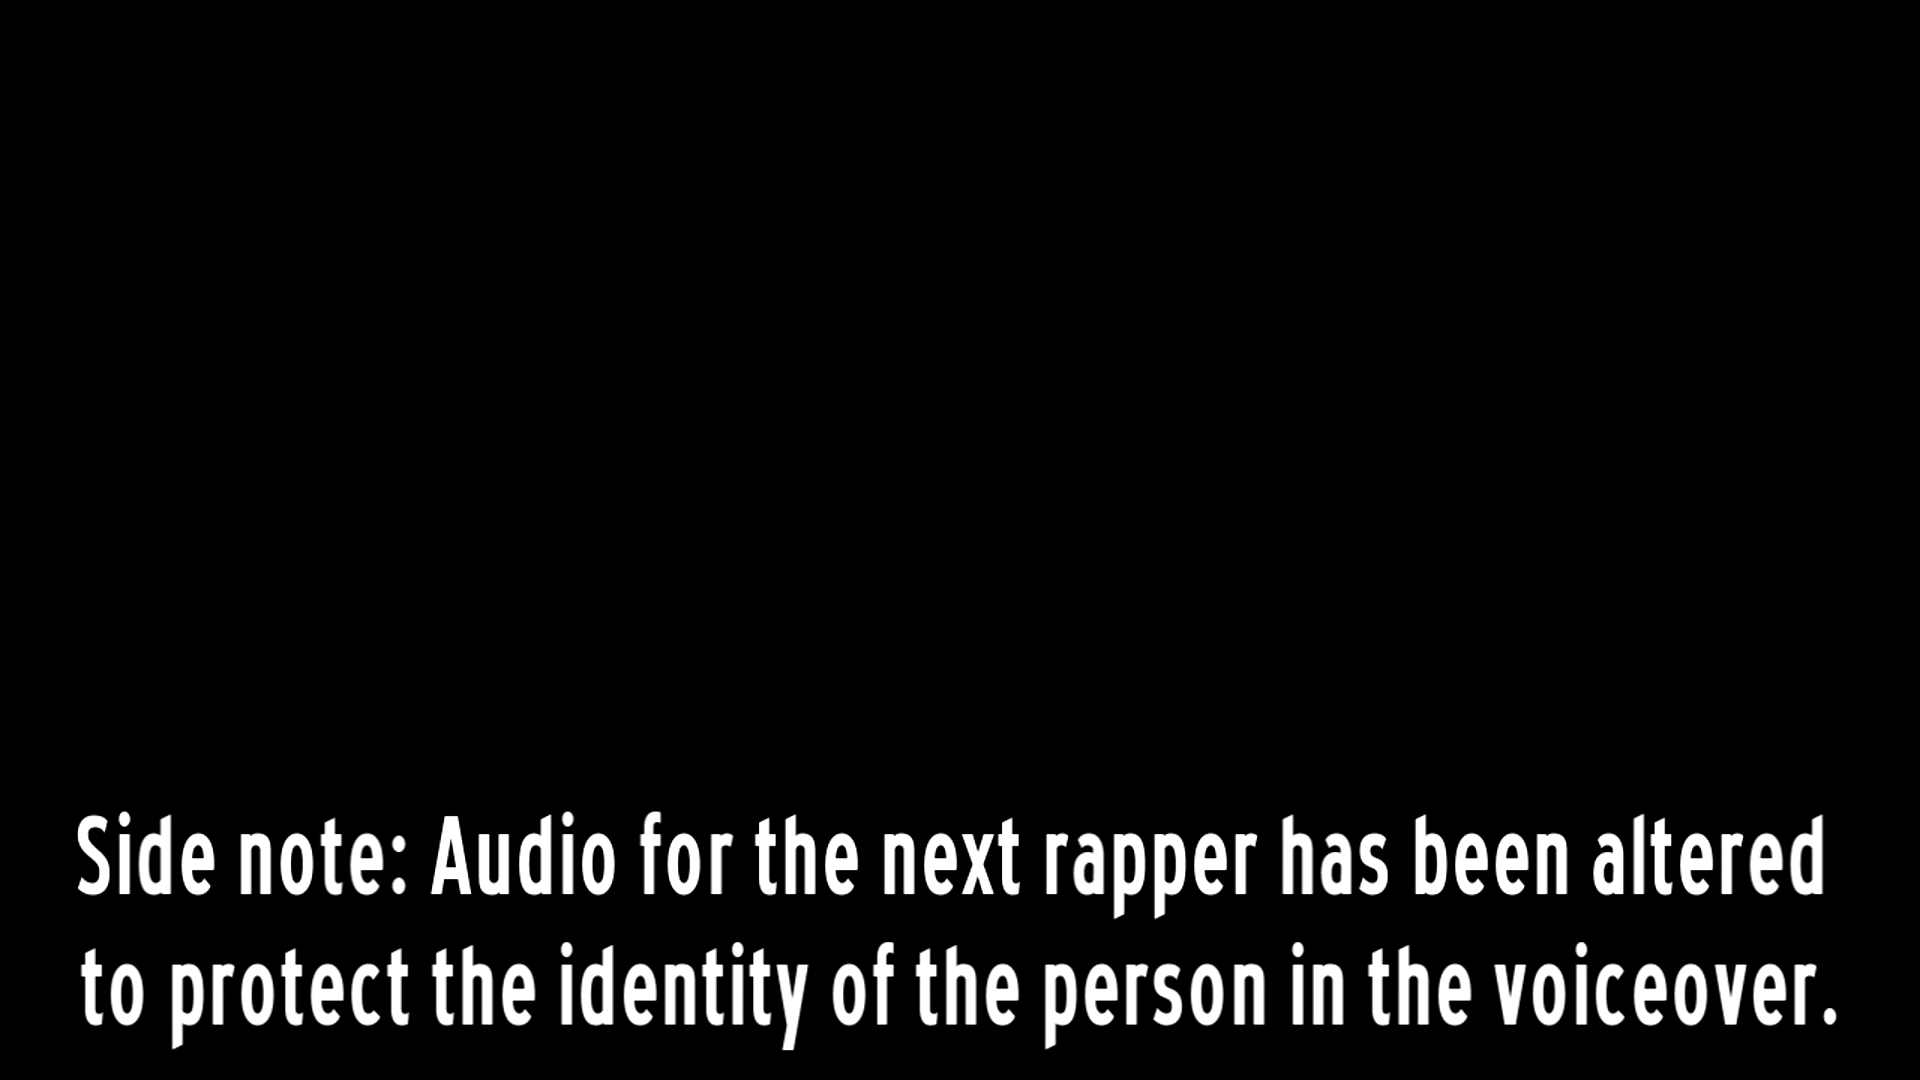 Side note: Audio for the next rapper has been altered
to protect the identity of the person in the voiceover.